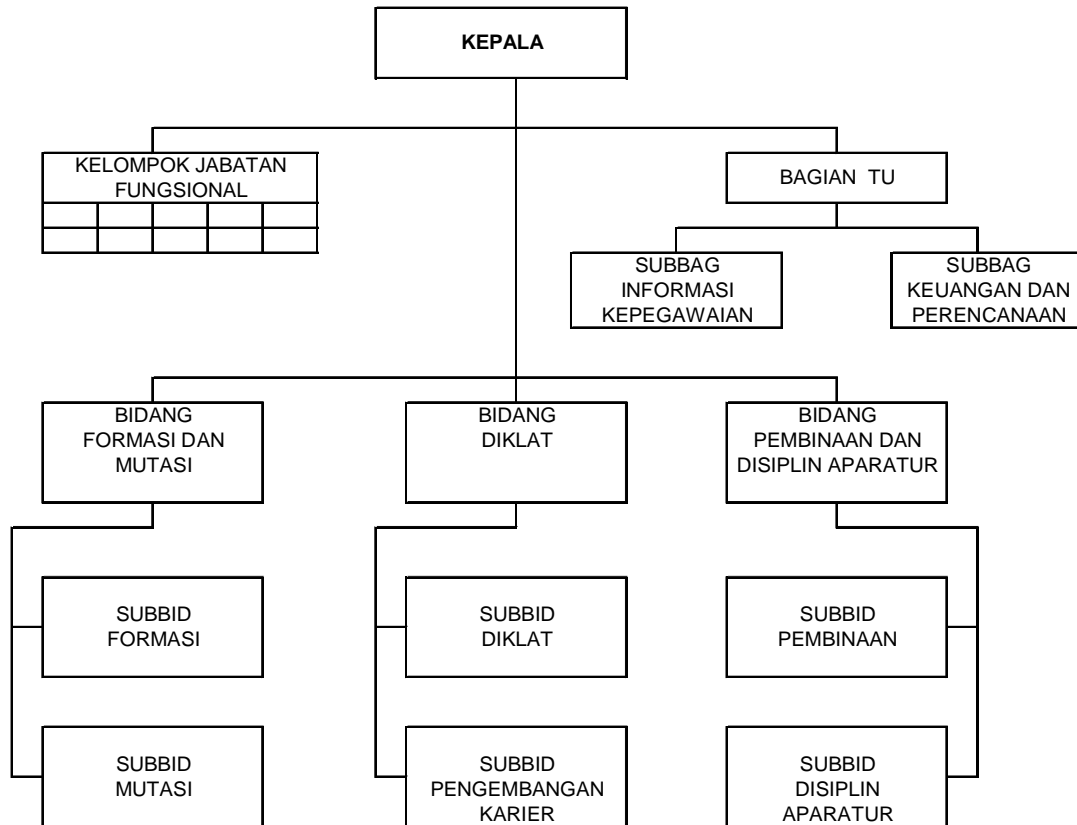 KEPALA
KELOMPOK JABATAN
FUNGSIONAL
BAGIAN TU
SUBBAG
INFORMASI
KEPEGAWAIAN
SUBBAG
KEUANGAN DAN
PERENCANAAN
BIDANG
FORMASI DAN
MUTASI
BIDANG
DIKLAT
BIDANG
PEMBINAAN DAN
DISIPLIN APARATUR
SUBBID
FORMASI
SUBBID
DIKLAT
SUBBID
PEMBINAAN
SUBBID
MUTASI
SUBBID
PENGEMBANGAN
KARIER
SUBBID
DISIPLIN
APARATUR